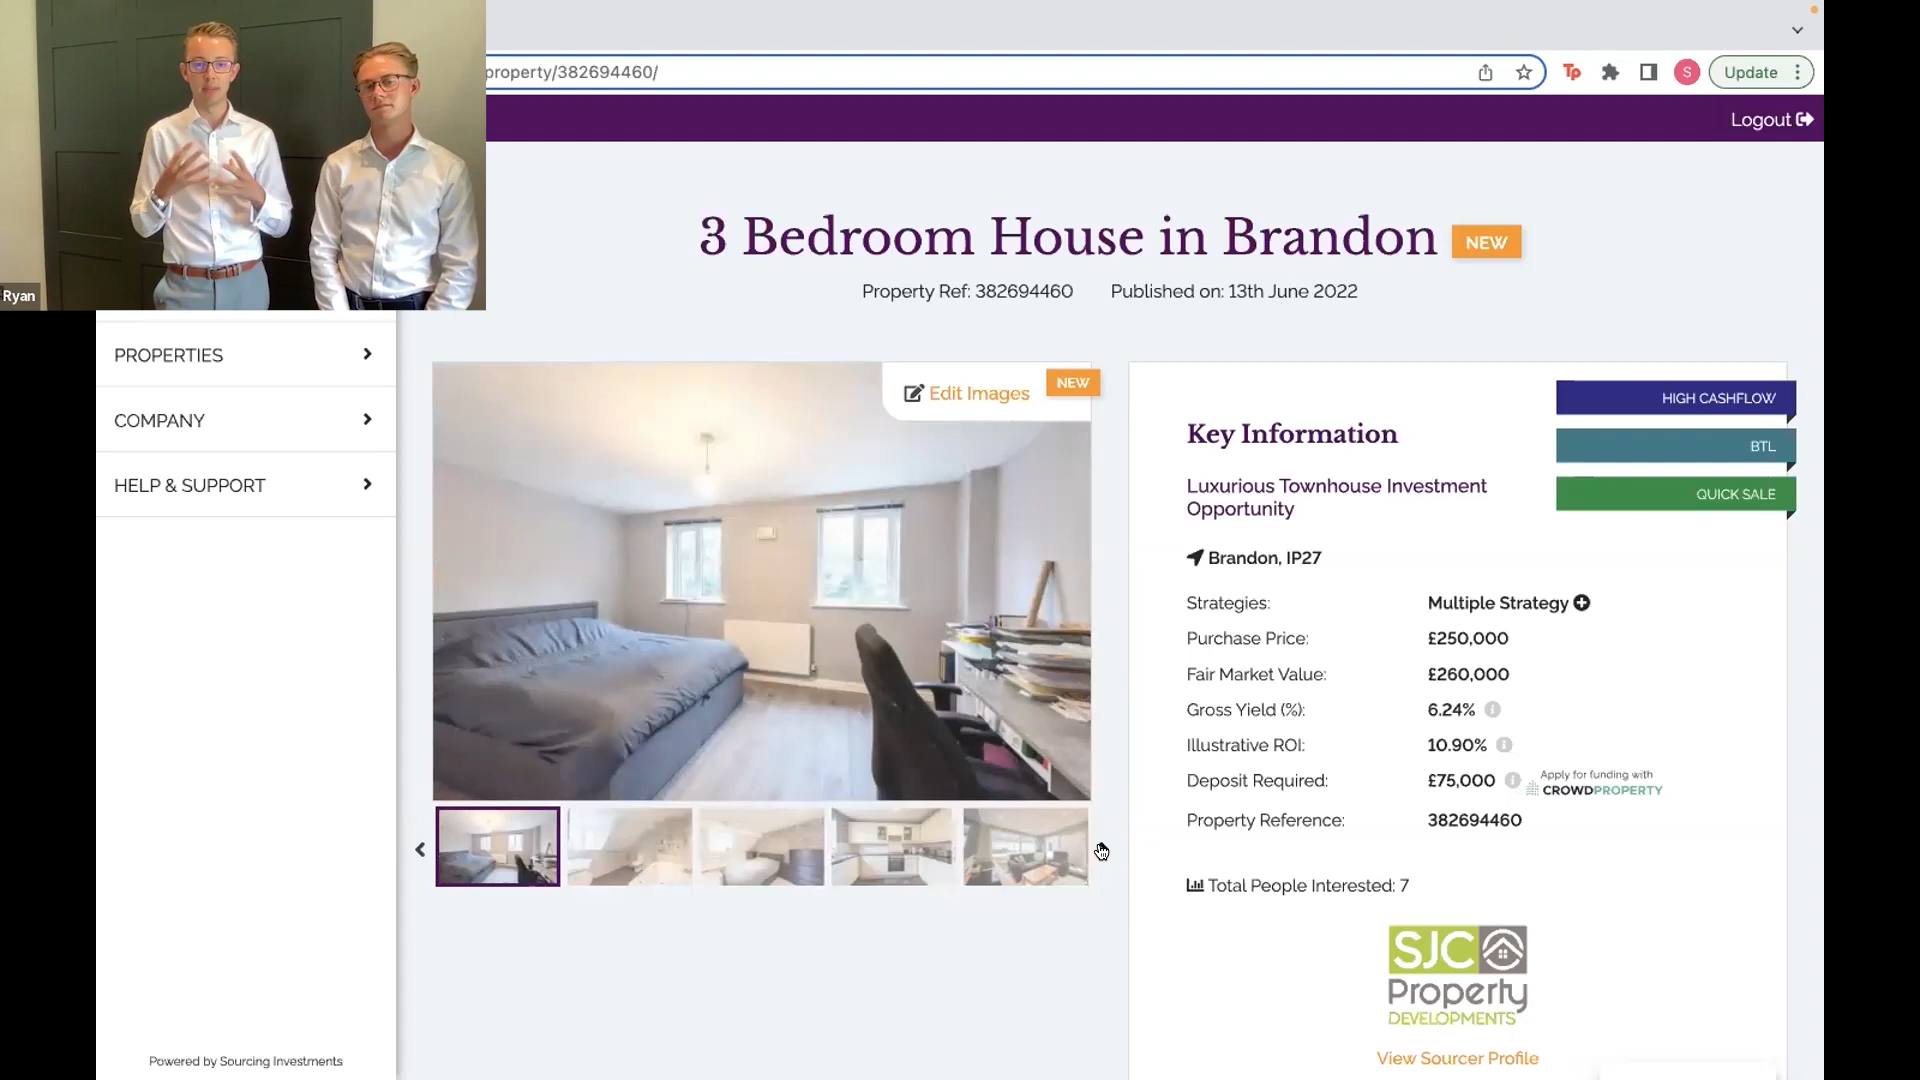 property/382694460/
Tp
S
Update
Logout
3 Bedroom House in Brandon
NEW
Property Ref: 382694460
Published on: 13th June 2022
Ryan
PROPERTIES
COMPANY
HELP & SUPPORT
Powered by Sourcing Investments
Edit Images
NEW
HIGH CASHFLOW
BTL
QUICK SALE
Key Information
Luxurious Townhouse Investment
Opportunity
Brandon, IP27
Strategies: Multiple Strategy
Purchase Price: £250,000
Fair Market Value: £260,000
Gross Yield (%): 6.24%
Illustrative ROI: 10.90%
Deposit Required: £75,000
Apply for funding with
CROWDPROPERTY
Property Reference: 382694460
Total People Interested: 7
SJC
Property
DEVELOPMENTS
View Sourcer Profile